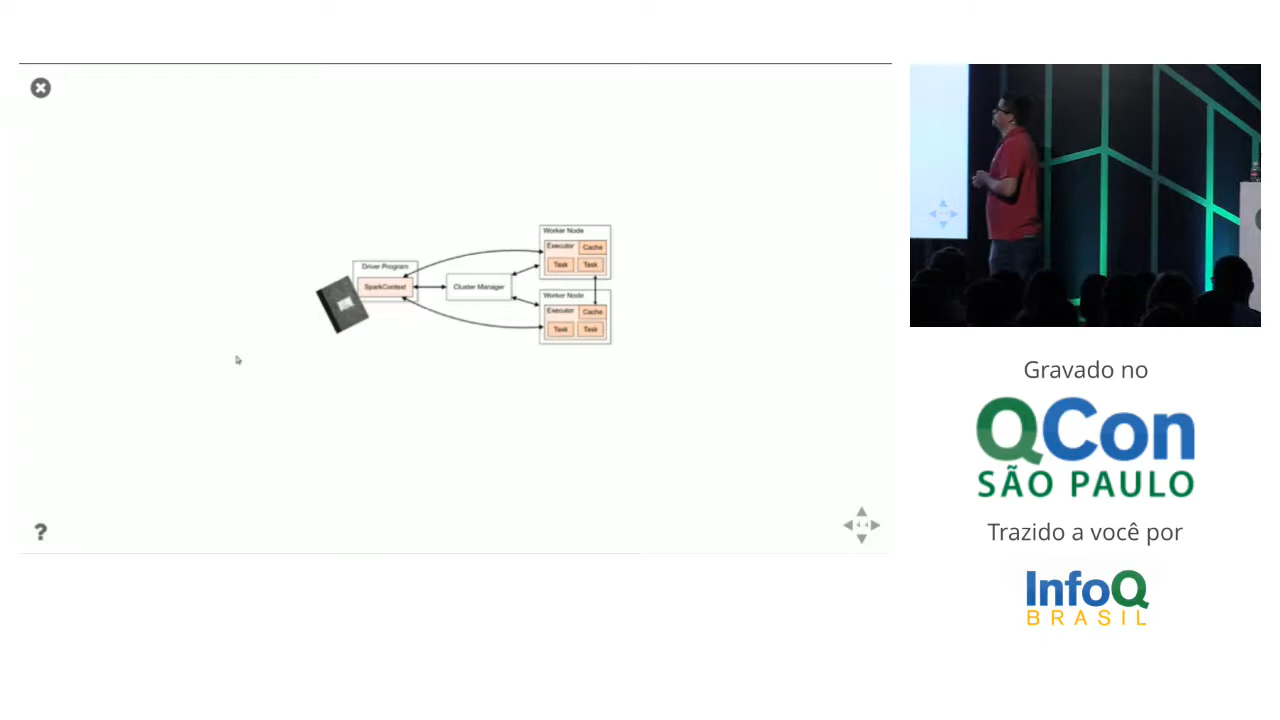 Driver Program
SparkContext
Cluster Manager
Worker Node
Executor
Cache
Task
Task
Worker Node
Executor
Cache
Task
Task
?
Gravado no
QCon
SÃO PAULO
Trazido a você por
InfoQ
BRASIL